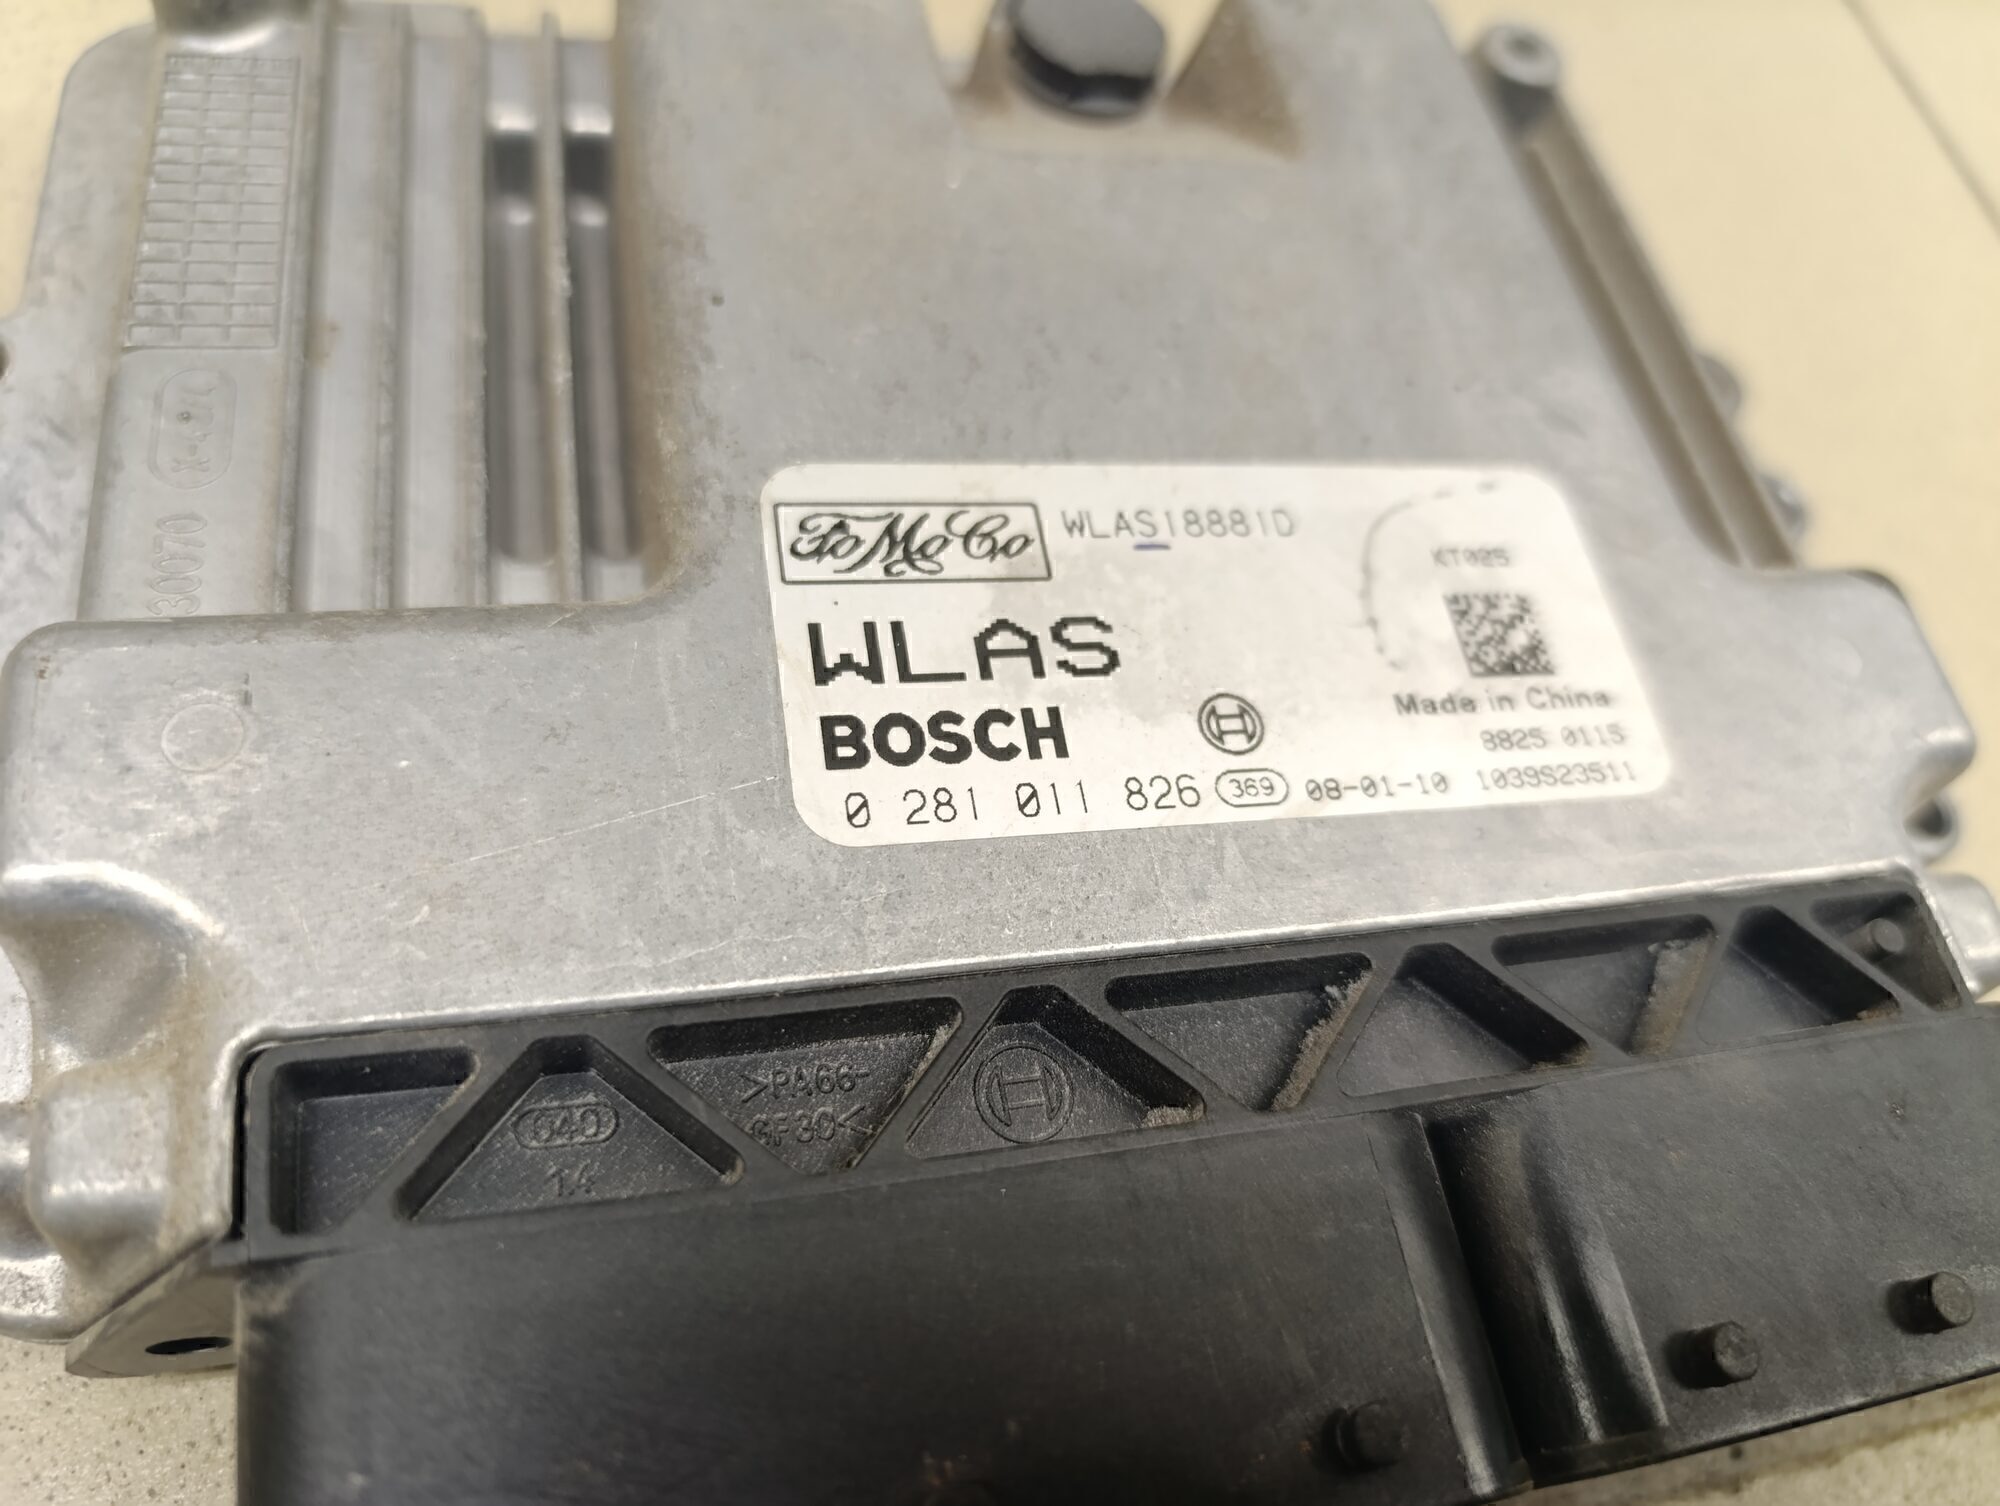 FoMoCo WLAS18881D
KT025
WLAS
Made in China
BOSCH
8825 0115
0 281 011 826 369 08-01-10 1039S23511
30070
>PA66-
GF30<
040
14